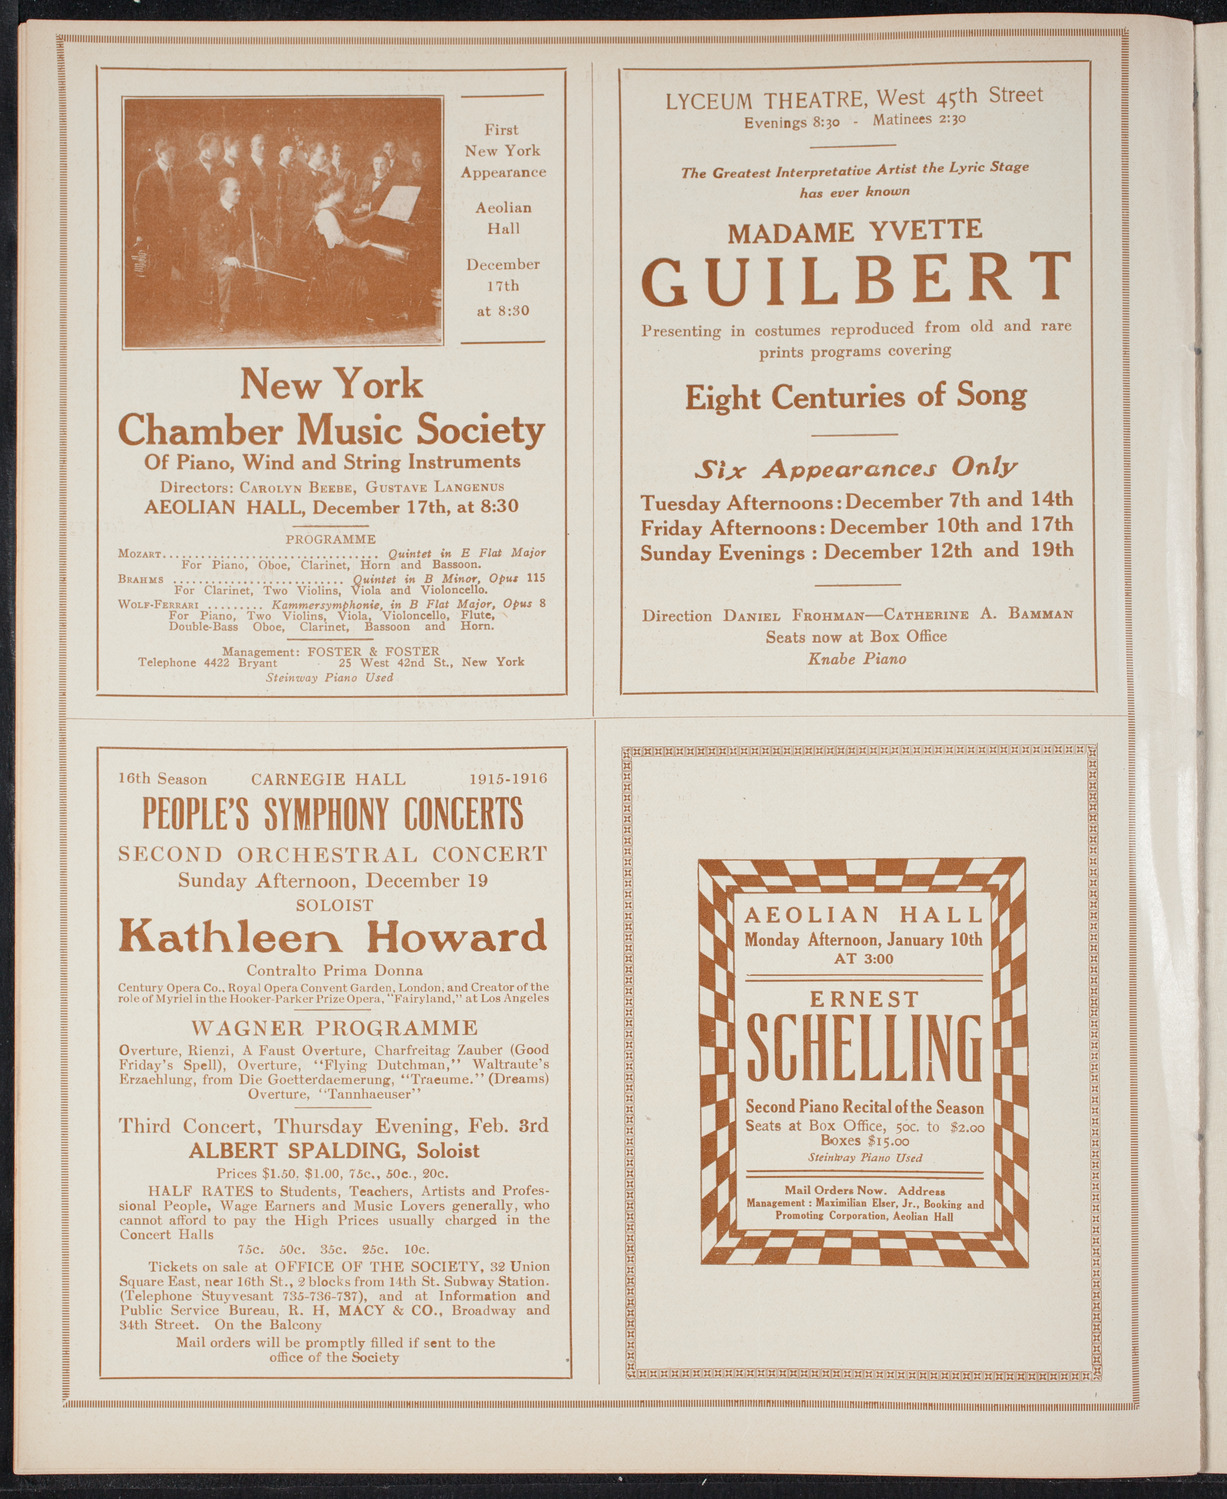 First
New York
Appearance
Aeolian
Hall
December
17th
at 8:30
New York
Chamber Music Society
Of Piano, Wind and String Instruments
Directors: Carolyn Beebe, Gustave Langenus
AEOLIAN HALL, December 17th, at 8:30
PROGRAMME
Mozart................................. Quintet in E Flat Major
For Piano, Oboe, Clarinet, Horn and Bassoon.
Brahms .......................... Quintet in B Minor, Opus 115
For Clarinet, Two Violins, Viola and Violoncello.
Wolf-Ferrari ......... Kammersymphonie, in B Flat Major, Opus 8
For Piano, Two Violins, Viola, Violoncello, Flute,
Double-Bass Oboe, Clarinet, Bassoon and Horn.
Management: FOSTER & FOSTER
Telephone 4422 Bryant 25 West 42nd St., New York
Steinway Piano Used
LYCEUM THEATRE, West 45th Street
Evenings 8:30 - Matinees 2:30
The Greatest Interpretative Artist the Lyric Stage
has ever known
MADAME YVETTE
GUILBERT
Presenting in costumes reproduced from old and rare
prints programs covering
Eight Centuries of Song
Six Appearances Only
Tuesday Afternoons: December 7th and 14th
Friday Afternoons: December 10th and 17th
Sunday Evenings : December 12th and 19th
Direction Daniel Frohman—Catherine A. Bamman
Seats now at Box Office
Knabe Piano
16th Season CARNEGIE HALL 1915-1916
PEOPLE'S SYMPHONY CONCERTS
SECOND ORCHESTRAL CONCERT
Sunday Afternoon, December 19
SOLOIST
Kathleen Howard
Contralto Prima Donna
Century Opera Co., Royal Opera Convent Garden, London, and Creator of the
role of Myriel in the Hooker-Parker Prize Opera, "Fairyland," at Los Angeles
WAGNER PROGRAMME
Overture, Rienzi, A Faust Overture, Charfreitag Zauber (Good
Friday's Spell), Overture, "Flying Dutchman," Waltraute's
Erzaehlung, from Die Goetterdaemerung, "Traeume." (Dreams)
Overture, "Tannhaeuser"
Third Concert, Thursday Evening, Feb. 3rd
ALBERT SPALDING, Soloist
Prices $1.50, $1.00, 75c., 50c., 20c.
HALF RATES to Students, Teachers, Artists and Profes-
sional People, Wage Earners and Music Lovers generally, who
cannot afford to pay the High Prices usually charged in the
Concert Halls
75c. 50c. 35c. 25c. 10c.
Tickets on sale at OFFICE OF THE SOCIETY, 32 Union
Square East, near 16th St., 2 blocks from 14th St. Subway Station.
(Telephone Stuyvesant 735-736-737), and at Information and
Public Service Bureau, R. H, MACY & CO., Broadway and
34th Street. On the Balcony
Mail orders will be promptly filled if sent to the
office of the Society
AEOLIAN HALL
Monday Afternoon, January 10th
AT 3:00
ERNEST
SCHELLING
Second Piano Recital of the Season
Seats at Box Office, 50c. to $2.00
Boxes $15.00
Steinway Piano Used
Mail Orders Now. Address
Management : Maximilian Elser, Jr., Booking and
Promoting Corporation, Aeolian Hall